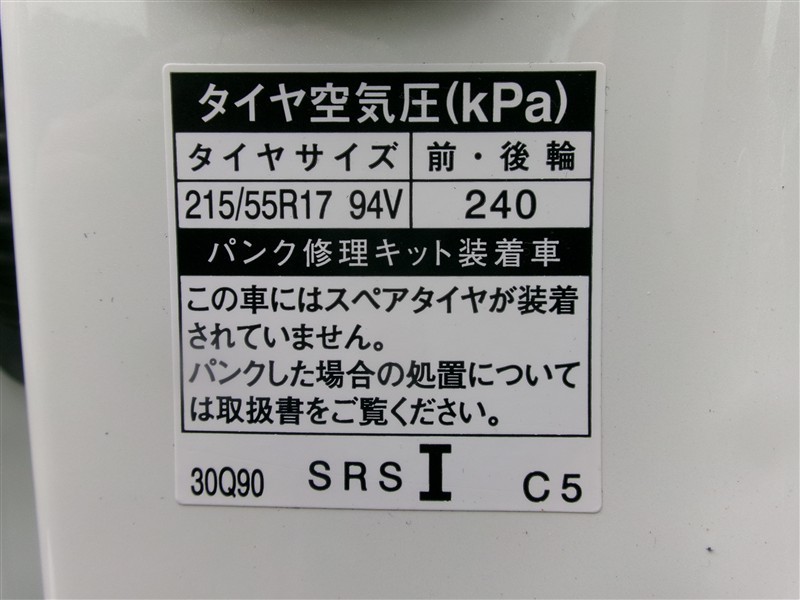 タイヤ空気圧(kPa)
タイヤサイズ 前・後輪
215/55R17 94V 240
パンク修理キット装着車
この車にはスペアタイヤが装着
されていません。
パンクした場合の処置について
は取扱書をご覧ください。
30Q90 SRS I C5